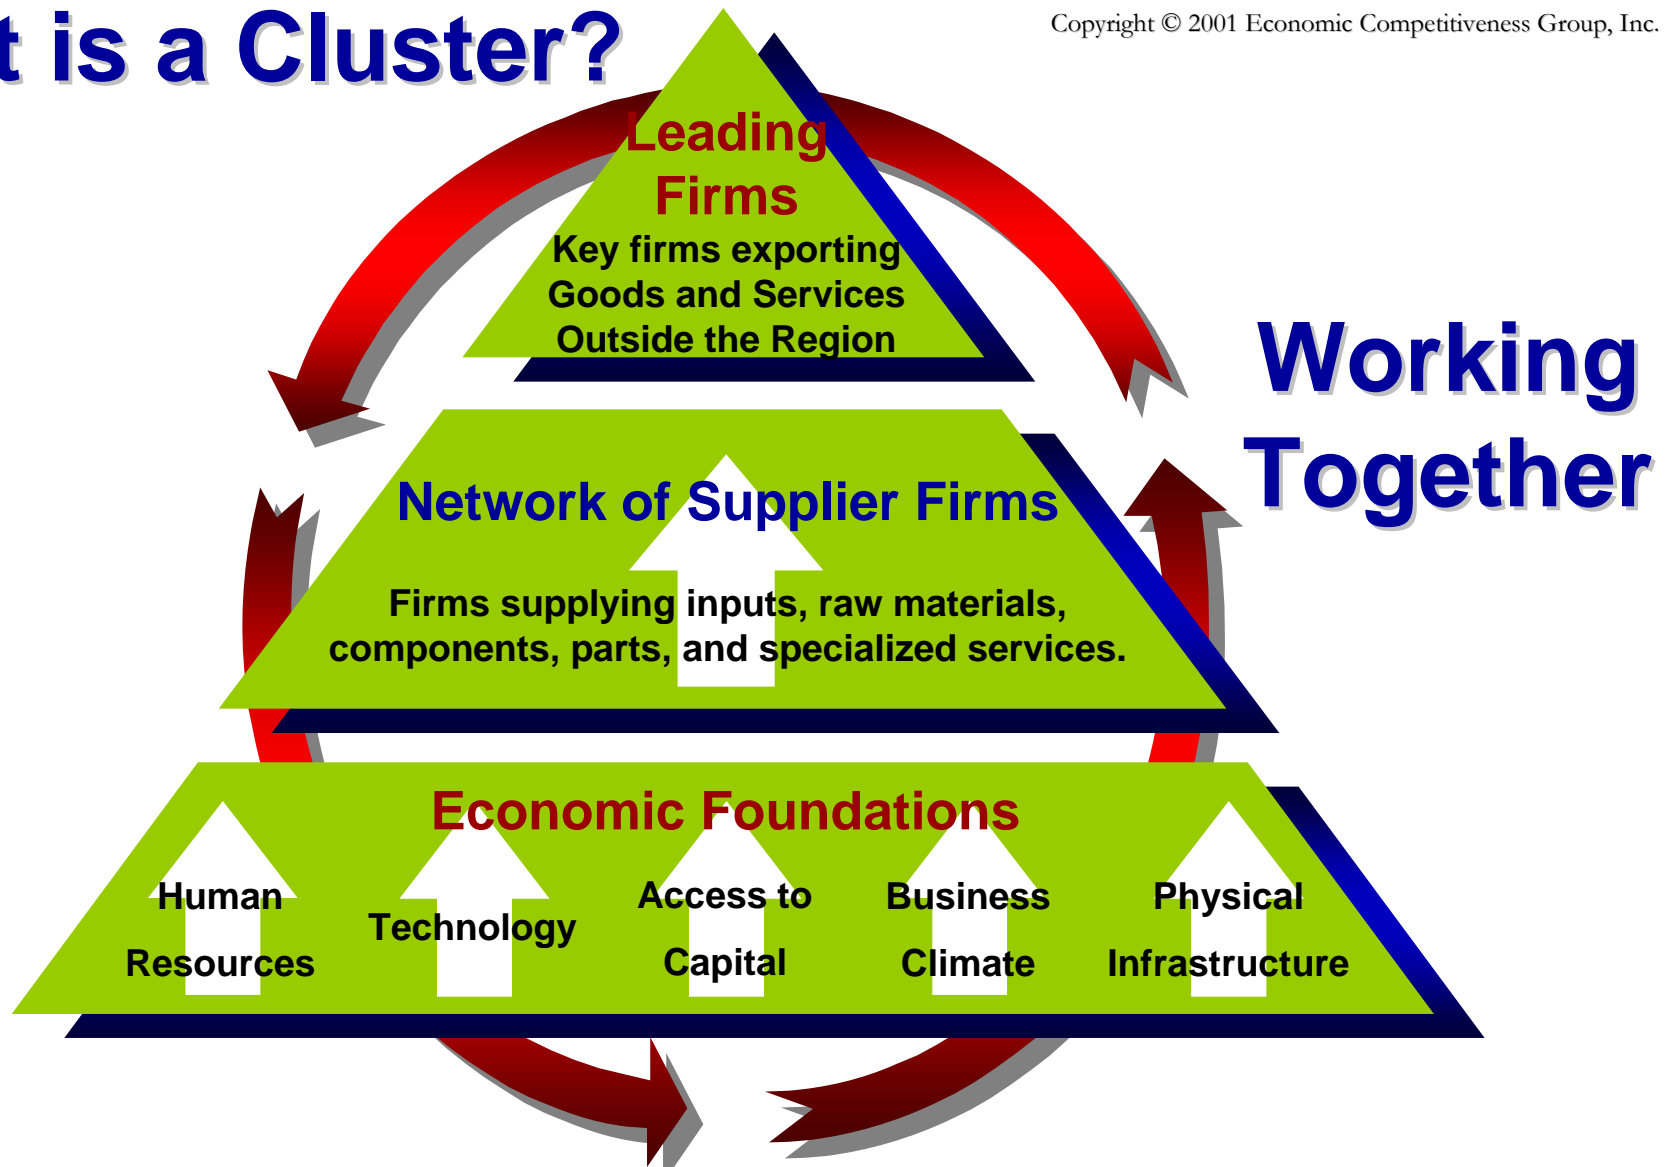 t is a Cluster?
Copyright © 2001 Economic Competitiveness Group, Inc.
Leading
Firms
Key firms exporting
Goods and Services
Outside the Region
Working
Together
Network of Supplier Firms
Firms supplying inputs, raw materials,
components, parts, and specialized services.
Economic Foundations
Human
Resources
Technology
Access to
Capital
Business
Climate
Physical
Infrastructure